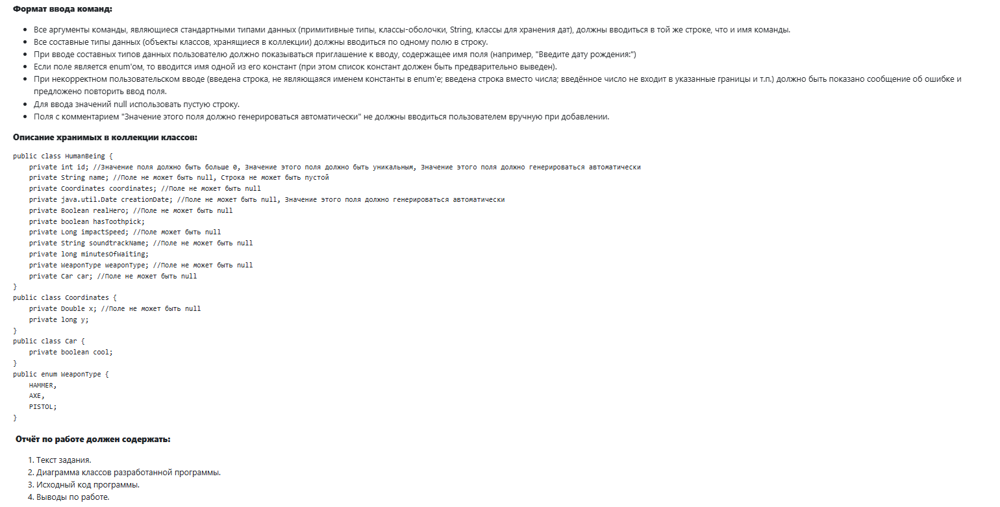 Формат ввода команд:
Все аргументы команды, являющиеся стандартными типами данных (примитивные типы, классы-оболочки, String, классы для хранения дат), должны вводиться в той же строке, что и имя команды.
Все составные типы данных (объекты классов, хранящиеся в коллекции) должны вводиться по одному полю в строку.
При вводе составных типов данных пользователю должно показываться приглашение к вводу, содержащее имя поля (например, "Введите дату рождения:")
Если поле является enum'ом, то вводится имя одной из его констант (при этом список констант должен быть предварительно выведен).
При некорректном пользовательском вводе (введена строка, не являющаяся именем константы в enum'е; введена строка вместо числа; введённое число не входит в указанные границы и т.п.) должно быть показано сообщение об ошибке и
предложено повторить ввод поля.
Для ввода значений null использовать пустую строку.
Поля с комментарием "Значение этого поля должно генерироваться автоматически" не должны вводиться пользователем вручную при добавлении.
Описание хранимых в коллекции классов:
public class HumanBeing {
    private int id; //Значение поля должно быть больше 0, Значение этого поля должно быть уникальным, Значение этого поля должно генерироваться автоматически
    private String name; //Поле не может быть null, Строка не может быть пустой
    private Coordinates coordinates; //Поле не может быть null
    private java.util.Date creationDate; //Поле не может быть null, Значение этого поля должно генерироваться автоматически
    private Boolean realHero; //Поле не может быть null
    private boolean hasToothpick;
    private Long impactSpeed; //Поле может быть null
    private String soundtrackName; //Поле не может быть null
    private long minutesOfWaiting;
    private WeaponType weaponType; //Поле не может быть null
    private Car car; //Поле не может быть null
}
public class Coordinates {
    private Double x; //Поле не может быть null
    private long y;
}
public class Car {
    private boolean cool;
}
public enum WeaponType {
    HAMMER,
    AXE,
    PISTOL;
}
Отчёт по работе должен содержать:
1. Текст задания.
2. Диаграмма классов разработанной программы.
3. Исходный код программы.
4. Выводы по работе.